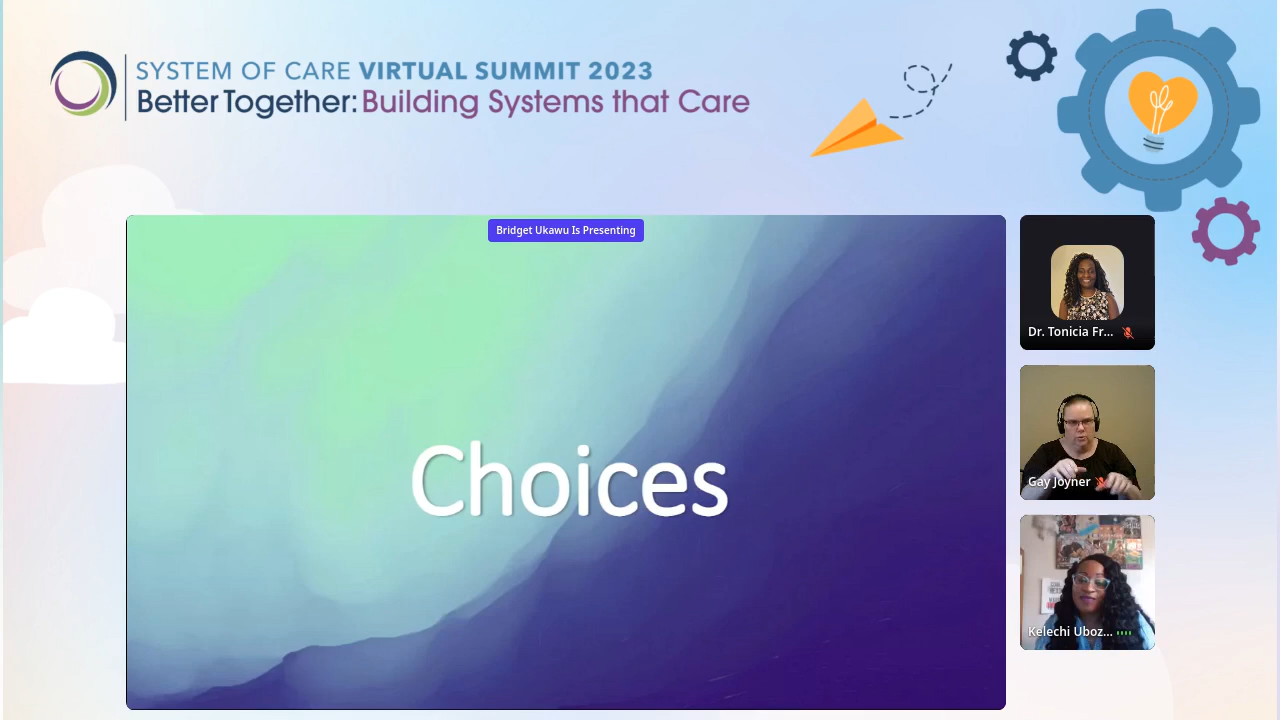 SYSTEM OF CARE VIRTUAL SUMMIT 2023
Better Together: Building Systems that Care
Bridget Ukawu Is Presenting
Choices
Dr. Tonicia Fr...
Gay Joyner
Kelechi Uboz...